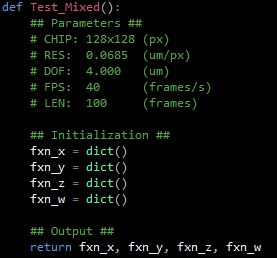 def Test_Mixed():
## Parameters ##
# CHIP: 128x128 (px)
# RES: 0.0685 (um/px)
# DOF: 4.000 (um)
# FPS: 40 (frames/s)
# LEN: 100 (frames)
## Initialization ##
fxn_x = dict()
fxn_y = dict()
fxn_z = dict()
fxn_w = dict()
## Output ##
return fxn_x, fxn_y, fxn_z, fxn_w